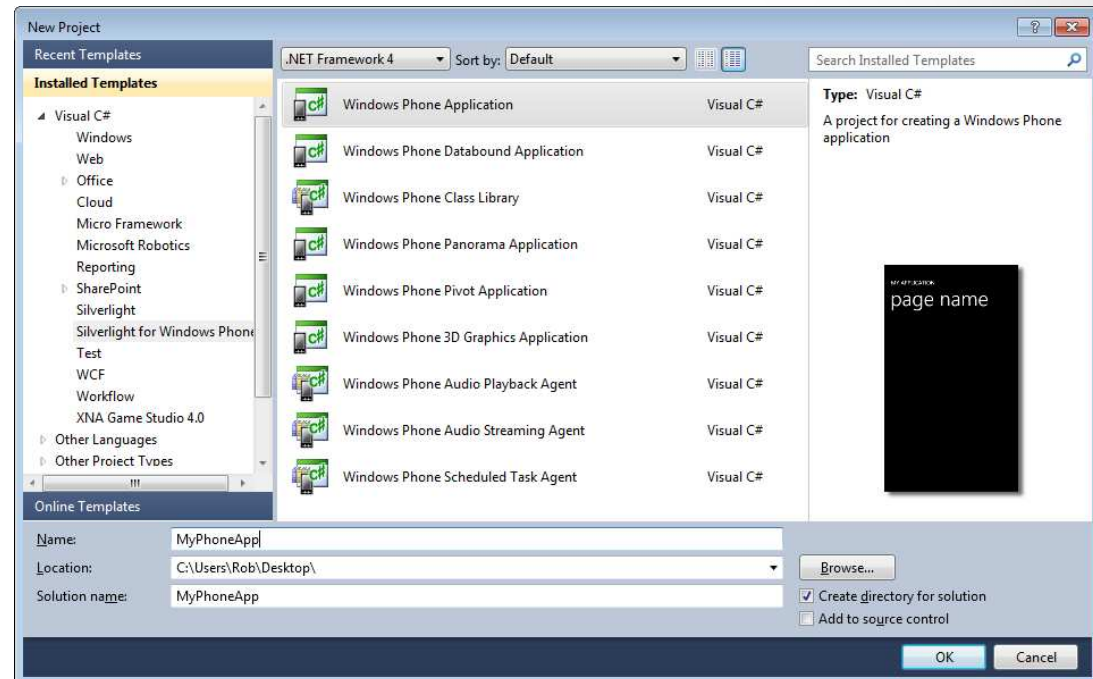 New Project
Recent Templates
Installed Templates
Visual C#
Windows
Web
Office
Cloud
Micro Framework
Microsoft Robotics
Reporting
SharePoint
Silverlight
Silverlight for Windows Phone
Test
WCF
Workflow
XNA Game Studio 4.0
Other Languages
Other Project Types
Online Templates
.NET Framework 4
Sort by: Default
Windows Phone Application Visual C#
Windows Phone Databound Application Visual C#
Windows Phone Class Library Visual C#
Windows Phone Panorama Application Visual C#
Windows Phone Pivot Application Visual C#
Windows Phone 3D Graphics Application Visual C#
Windows Phone Audio Playback Agent Visual C#
Windows Phone Audio Streaming Agent Visual C#
Windows Phone Scheduled Task Agent Visual C#
Search Installed Templates
Type: Visual C#
A project for creating a Windows Phone
application
MY APPLICATION
page name
Name: MyPhoneApp
Location: C:\Users\Rob\Desktop\
Browse...
Solution name: MyPhoneApp
Create directory for solution
Add to source control
OK
Cancel